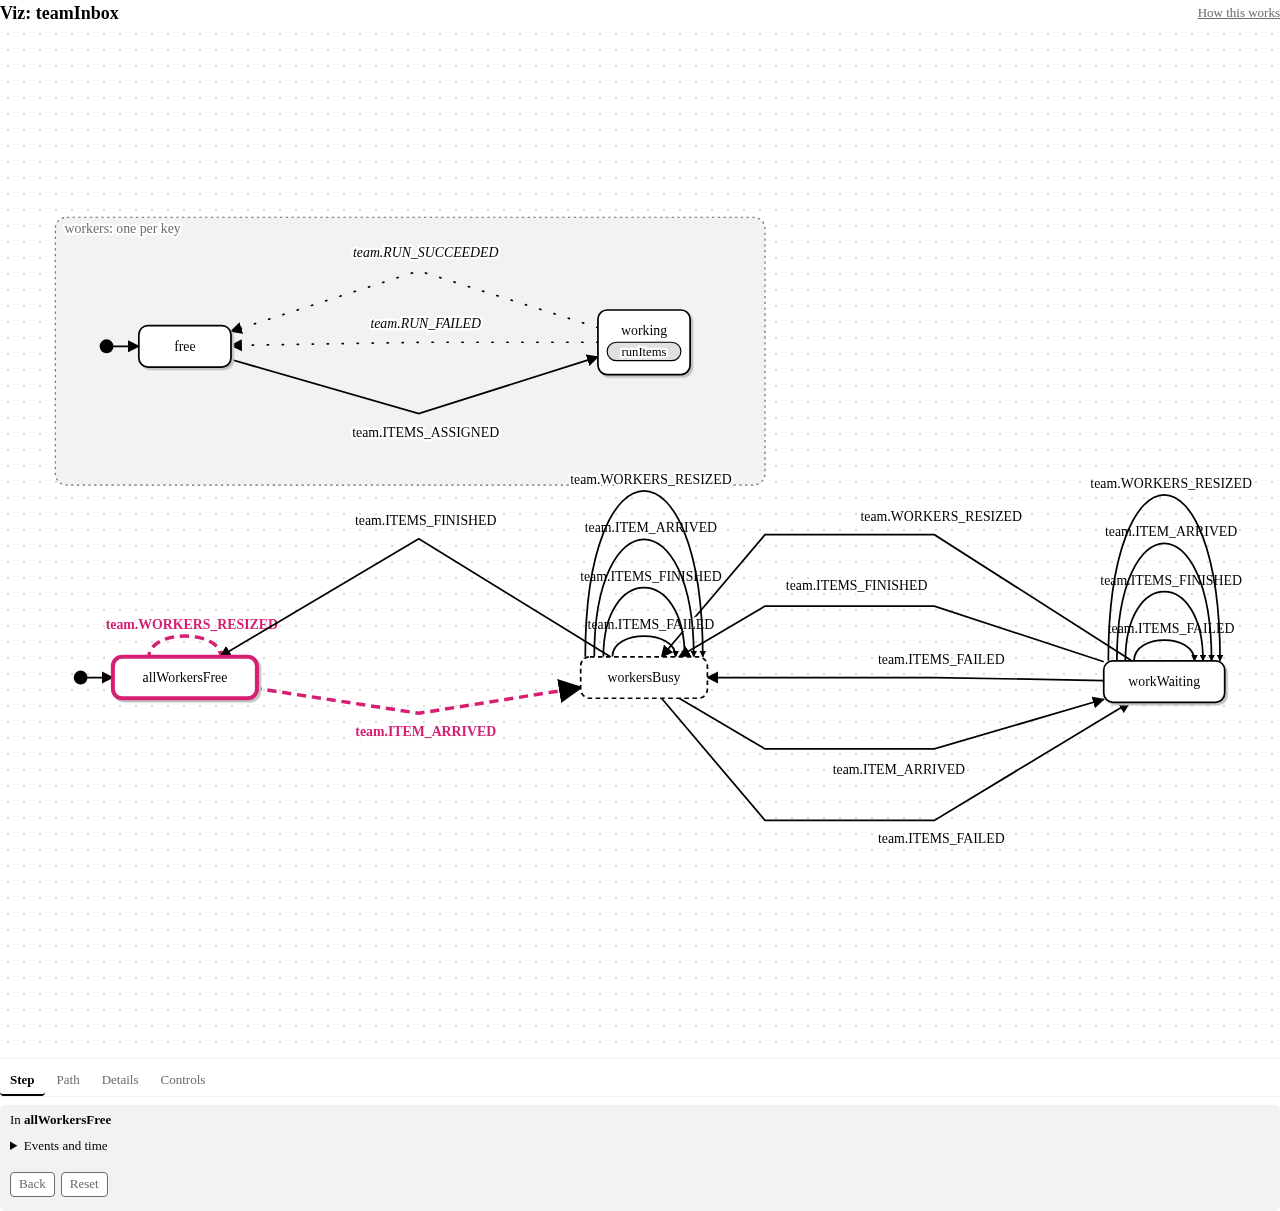 Viz: teamInbox
How this works
workers: one per key
team.RUN_SUCCEEDED
team.RUN_FAILED
free
working
runItems
team.ITEMS_ASSIGNED
team.WORKERS_RESIZED
team.WORKERS_RESIZED
team.ITEMS_FINISHED
team.WORKERS_RESIZED
team.ITEM_ARRIVED
team.ITEM_ARRIVED
team.ITEMS_FINISHED
team.ITEMS_FINISHED
team.ITEMS_FINISHED
team.WORKERS_RESIZED
team.ITEMS_FAILED
team.ITEMS_FAILED
team.ITEMS_FAILED
allWorkersFree
workersBusy
workWaiting
team.ITEM_ARRIVED
team.ITEM_ARRIVED
team.ITEMS_FAILED
Step
Path
Details
Controls
In allWorkersFree
Events and time
Back
Reset